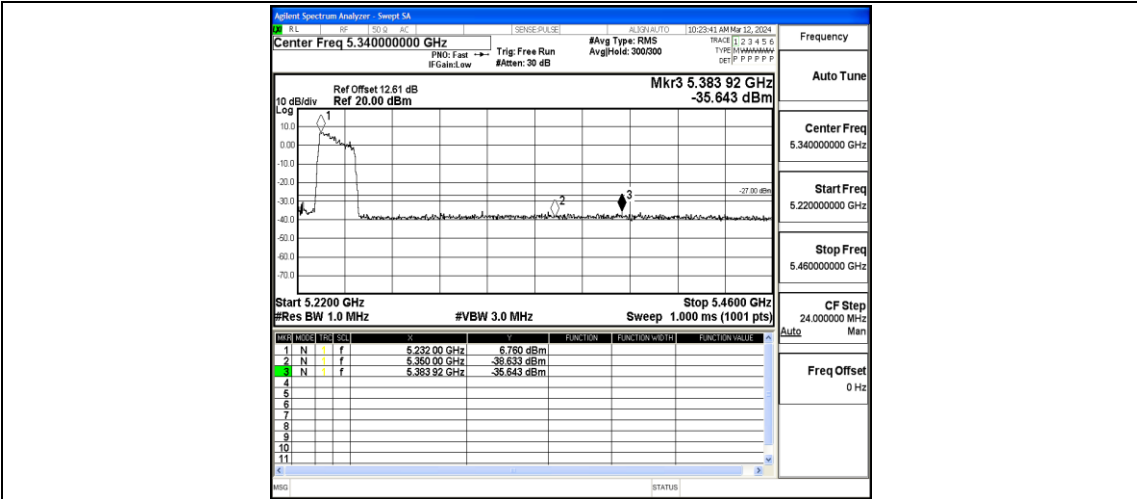 Agilent Spectrum Analyzer - Swept SA
RL RF 50 Ω AC SENSE:PULSE ALIGN AUTO 10:23:41 AM Mar 12, 2024
Center Freq 5.340000000 GHz
PNO: Fast
IFGain:Low
Trig: Free Run
#Atten: 30 dB
#Avg Type: RMS
Avg|Hold: 300/300
TRACE 1 2 3 4 5 6
TYPE MWWWWW
DET P P P P P P
Ref Offset 12.61 dB
10 dB/div Ref 20.00 dBm
Log
Mkr3 5.383 92 GHz
-35.643 dBm
10.0
0.00
-10.0
-20.0
-30.0
-40.0
-50.0
-60.0
-70.0
1
2
3
-27.00 dBm
Start 5.2200 GHz Stop 5.4600 GHz
#Res BW 1.0 MHz #VBW 3.0 MHz Sweep 1.000 ms (1001 pts)
MKR MODE TRC SCL X Y FUNCTION FUNCTION WIDTH FUNCTION VALUE
1 N 1 f 5.232 00 GHz 6.760 dBm
2 N 1 f 5.350 00 GHz -38.633 dBm
3 N 1 f 5.383 92 GHz -35.643 dBm
4
5
6
7
8
9
10
11
MSG STATUS
Frequency
Auto Tune
Center Freq
5.340000000 GHz
Start Freq
5.220000000 GHz
Stop Freq
5.460000000 GHz
CF Step
24.000000 MHz
Auto Man
Freq Offset
0 Hz